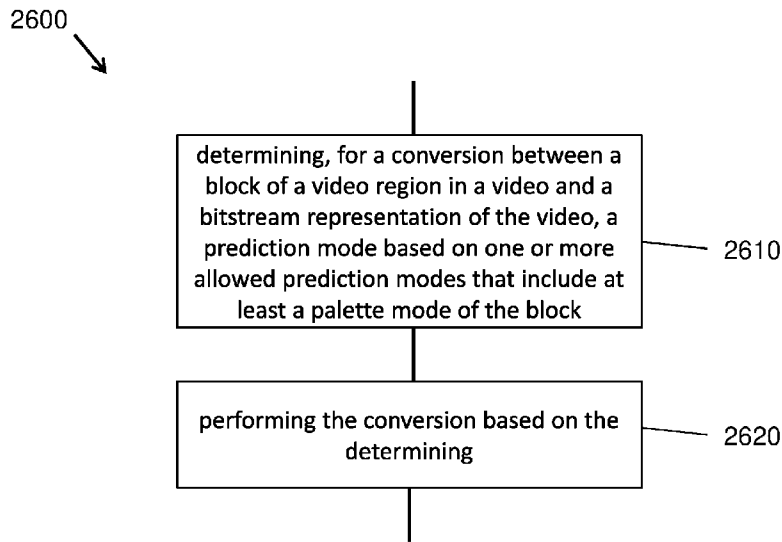 2600
determining, for a conversion between a
block of a video region in a video and a
bitstream representation of the video, a
prediction mode based on one or more
allowed prediction modes that include at
least a palette mode of the block
2610
performing the conversion based on the
determining
2620